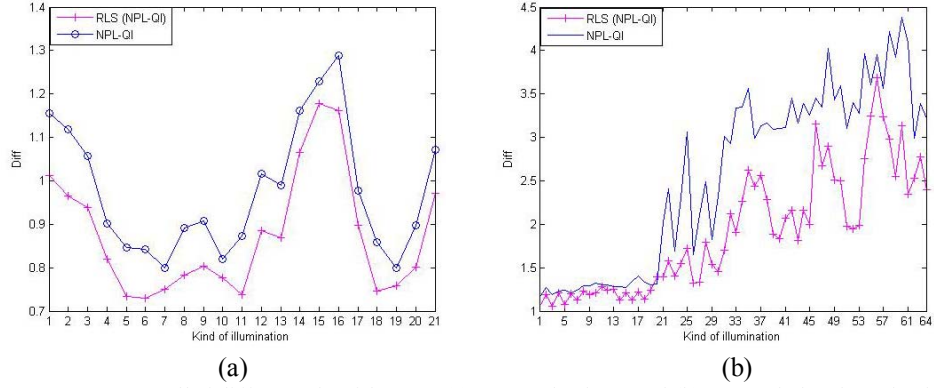 1.4
1.3
1.2
1.1
1
0.9
0.8
0.7
Diff
RLS (NPL-QI)
NPL-QI
1 2 3 4 5 6 7 8 9 10 11 12 13 14 15 16 17 18 19 20 21
Kind of illumination
(a)
4.5
4
3.5
3
2.5
2
1.5
1
Diff
RLS (NPL-QI)
NPL-QI
1 5 9 13 17 21 25 29 33 37 41 45 49 53 57 61 64
Kind of illumination
(b)